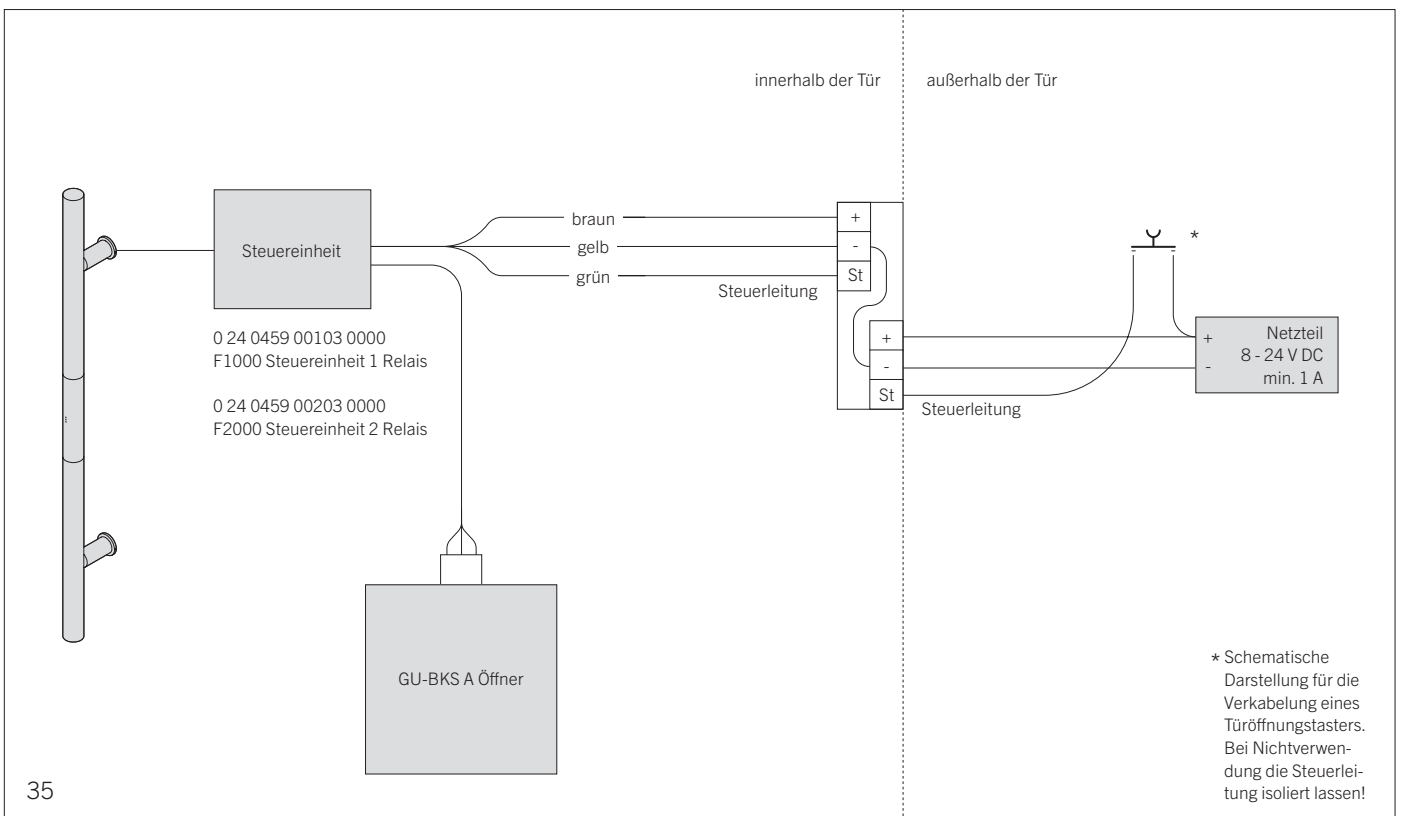 innerhalb der Tür
außerhalb der Tür
Steuereinheit
braun
gelb
grün
Steuerleitung
+
-
St
*
0 24 0459 00103 0000
F1000 Steuereinheit 1 Relais
0 24 0459 00203 0000
F2000 Steuereinheit 2 Relais
+
-
St
Steuerleitung
+
-
Netzteil
8 - 24 V DC
min. 1 A
GU-BKS A Öffner
* Schematische
Darstellung für die
Verkabelung eines
Türöffnungstasters.
Bei Nichtverwen-
dung die Steuerlei-
tung isoliert lassen!
35